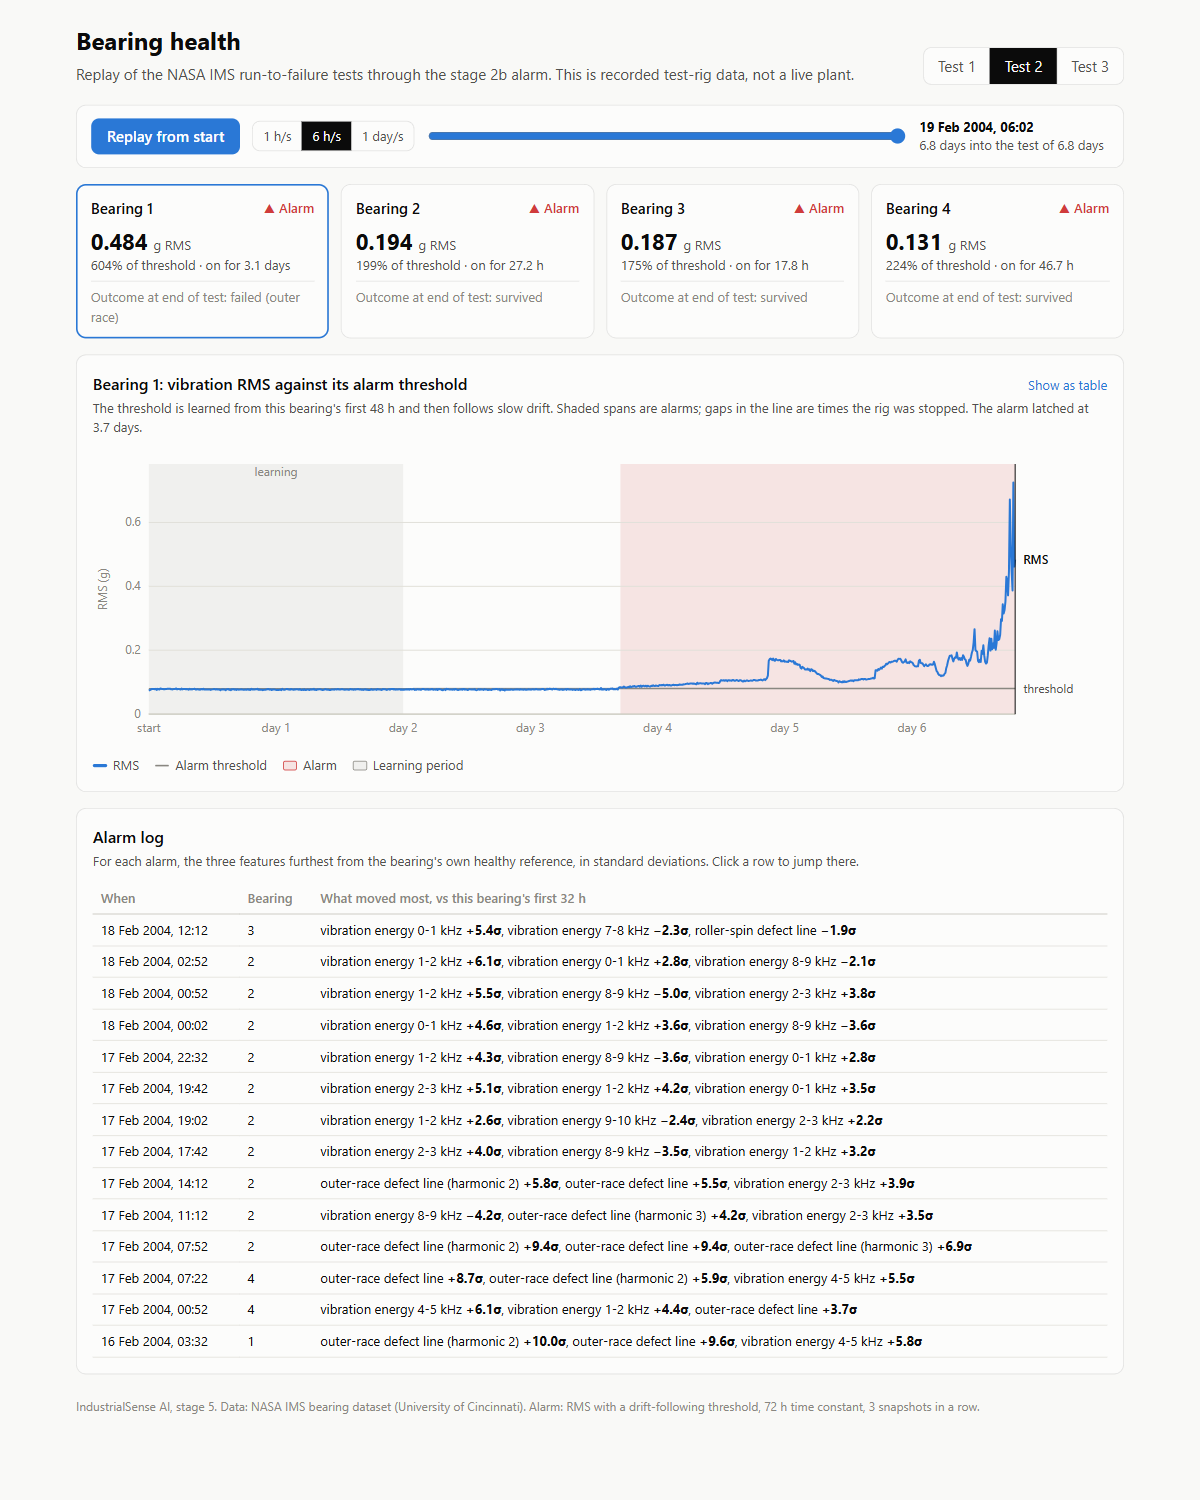 Bearing health
Replay of the NASA IMS run-to-failure tests through the stage 2b alarm. This is recorded test-rig data, not a live plant.
Test 1 Test 2 Test 3
Replay from start 1 h/s 6 h/s 1 day/s
19 Feb 2004, 06:02
6.8 days into the test of 6.8 days
Bearing 1 ▲ Alarm
0.484 g RMS
604% of threshold · on for 3.1 days
Outcome at end of test: failed (outer
race)
Bearing 2 ▲ Alarm
0.194 g RMS
199% of threshold · on for 27.2 h
Outcome at end of test: survived
Bearing 3 ▲ Alarm
0.187 g RMS
175% of threshold · on for 17.8 h
Outcome at end of test: survived
Bearing 4 ▲ Alarm
0.131 g RMS
224% of threshold · on for 46.7 h
Outcome at end of test: survived
Bearing 1: vibration RMS against its alarm threshold
Show as table
The threshold is learned from this bearing's first 48 h and then follows slow drift. Shaded spans are alarms; gaps in the line are times the rig was stopped. The alarm latched at
3.7 days.
learning
RMS (g)
0.6
0.4
0.2
0
RMS
threshold
start day 1 day 2 day 3 day 4 day 5 day 6
RMS Alarm threshold Alarm Learning period
Alarm log
For each alarm, the three features furthest from the bearing's own healthy reference, in standard deviations. Click a row to jump there.
When Bearing What moved most, vs this bearing's first 32 h
18 Feb 2004, 12:12 3 vibration energy 0-1 kHz +5.4σ, vibration energy 7-8 kHz −2.3σ, roller-spin defect line −1.9σ
18 Feb 2004, 02:52 2 vibration energy 1-2 kHz +6.1σ, vibration energy 0-1 kHz +2.8σ, vibration energy 8-9 kHz −2.1σ
18 Feb 2004, 00:52 2 vibration energy 1-2 kHz +5.5σ, vibration energy 8-9 kHz −5.0σ, vibration energy 2-3 kHz +3.8σ
18 Feb 2004, 00:02 2 vibration energy 0-1 kHz +4.6σ, vibration energy 1-2 kHz +3.6σ, vibration energy 8-9 kHz −3.6σ
17 Feb 2004, 22:32 2 vibration energy 1-2 kHz +4.3σ, vibration energy 8-9 kHz −3.6σ, vibration energy 0-1 kHz +2.8σ
17 Feb 2004, 19:42 2 vibration energy 2-3 kHz +5.1σ, vibration energy 1-2 kHz +4.2σ, vibration energy 0-1 kHz +3.5σ
17 Feb 2004, 19:02 2 vibration energy 1-2 kHz +2.6σ, vibration energy 9-10 kHz −2.4σ, vibration energy 2-3 kHz +2.2σ
17 Feb 2004, 17:42 2 vibration energy 2-3 kHz +4.0σ, vibration energy 8-9 kHz −3.5σ, vibration energy 1-2 kHz +3.2σ
17 Feb 2004, 14:12 2 outer-race defect line (harmonic 2) +5.8σ, outer-race defect line +5.5σ, vibration energy 2-3 kHz +3.9σ
17 Feb 2004, 11:12 2 vibration energy 8-9 kHz −4.2σ, outer-race defect line (harmonic 3) +4.2σ, vibration energy 2-3 kHz +3.5σ
17 Feb 2004, 07:52 2 outer-race defect line (harmonic 2) +9.4σ, outer-race defect line +9.4σ, outer-race defect line (harmonic 3) +6.9σ
17 Feb 2004, 07:22 4 outer-race defect line +8.7σ, outer-race defect line (harmonic 2) +5.9σ, vibration energy 4-5 kHz +5.5σ
17 Feb 2004, 00:52 4 vibration energy 4-5 kHz +6.1σ, vibration energy 1-2 kHz +4.4σ, outer-race defect line +3.7σ
16 Feb 2004, 03:32 1 outer-race defect line (harmonic 2) +10.0σ, outer-race defect line +9.6σ, vibration energy 4-5 kHz +5.8σ
IndustrialSense AI, stage 5. Data: NASA IMS bearing dataset (University of Cincinnati). Alarm: RMS with a drift-following threshold, 72 h time constant, 3 snapshots in a row.